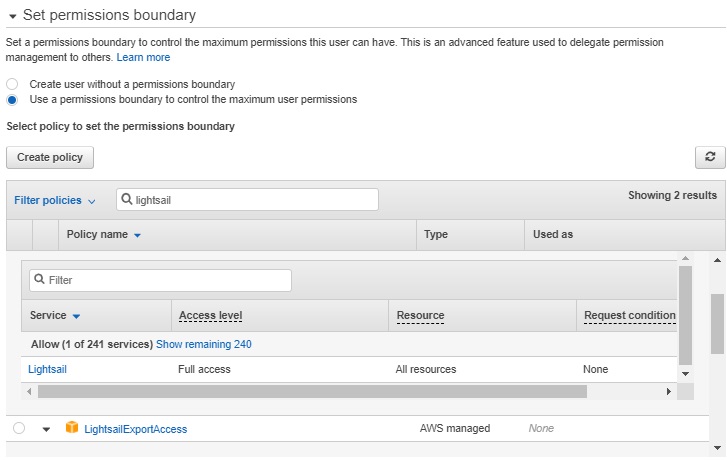 Set permissions boundary
Set a permissions boundary to control the maximum permissions this user can have. This is an advanced feature used to delegate permission
management to others. Learn more
Create user without a permissions boundary
Use a permissions boundary to control the maximum user permissions
Select policy to set the permissions boundary
Create policy
Filter policies
lightsail
Showing 2 results
Policy name
Type
Used as
Filter
Service
Access level
Resource
Request condition
Allow (1 of 241 services) Show remaining 240
Lightsail
Full access
All resources
None
LightsailExportAccess
AWS managed
None